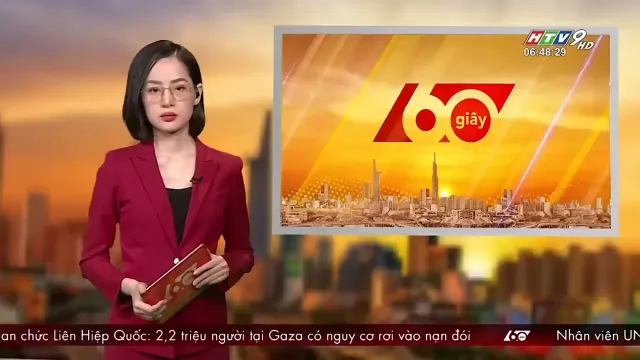 HTV9 HD
06:48:29
60 giây
an chức Liên Hiệp Quốc: 2,2 triệu người tại Gaza có nguy cơ rơi vào nạn đói 60 Nhân viên UN